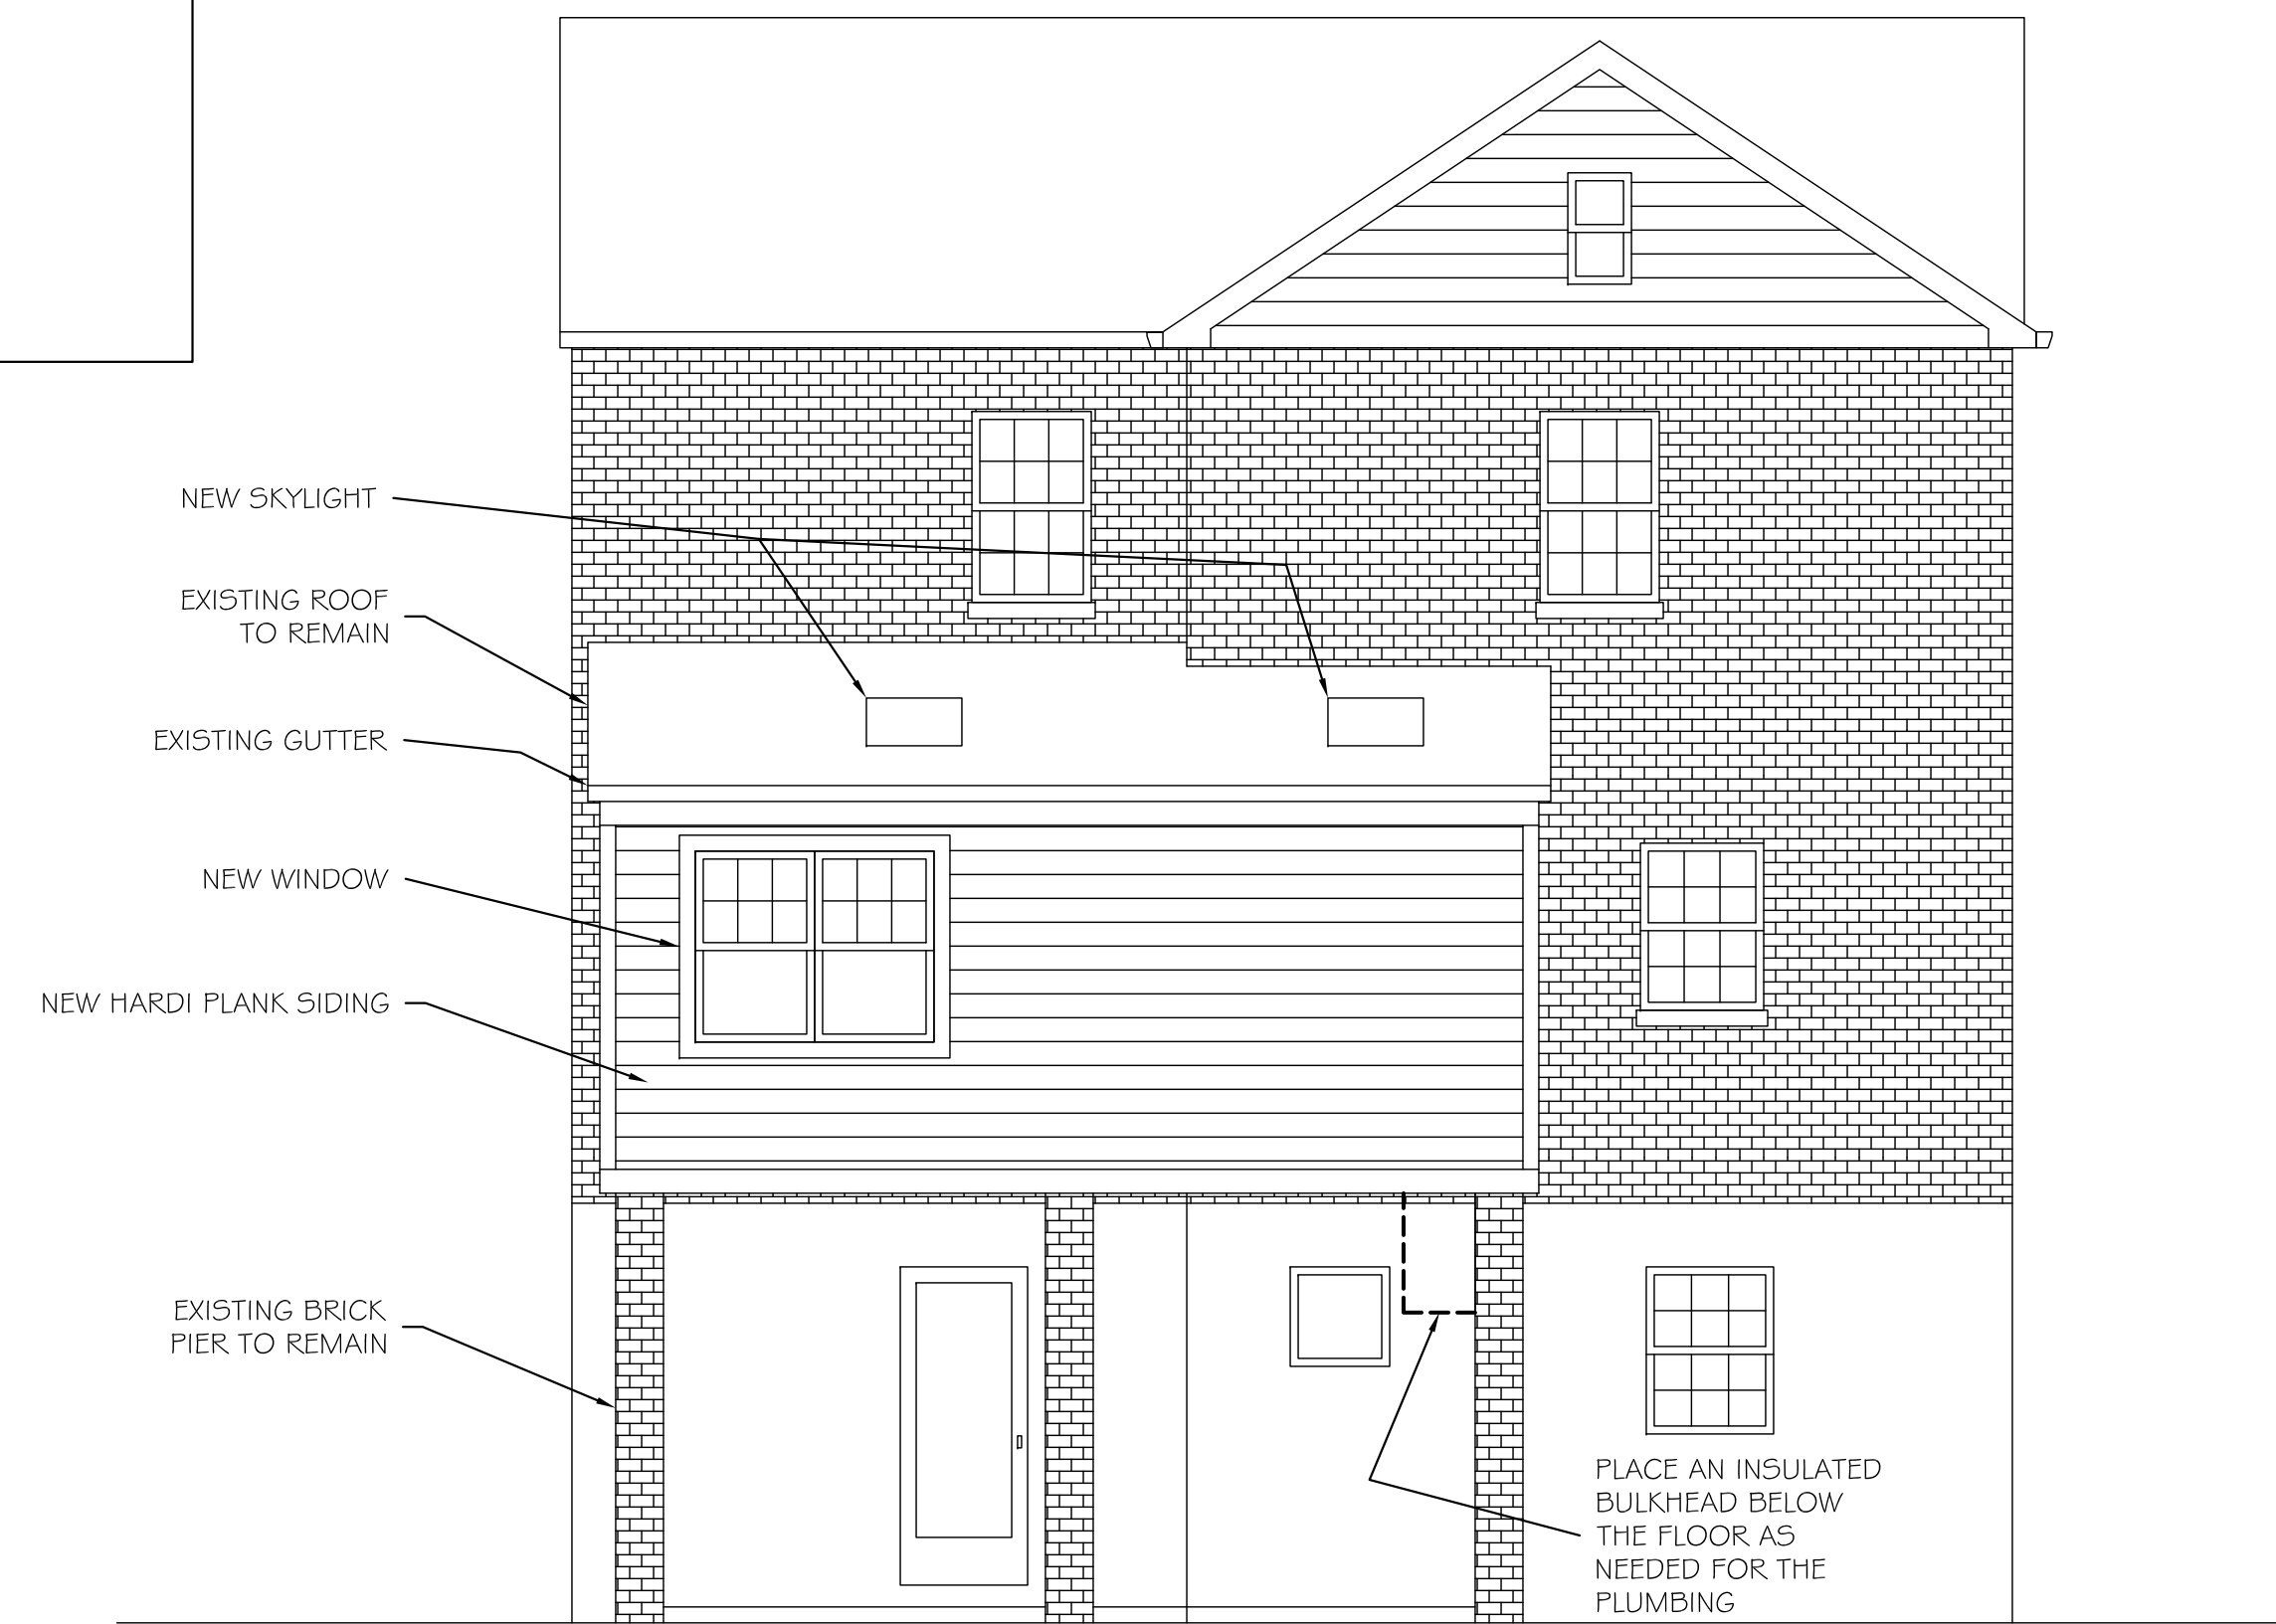 NEW SKYLIGHT
EXISTING ROOF
TO REMAIN
EXISTING GUTTER
NEW WINDOW
NEW HARDI PLANK SIDING
EXISTING BRICK
PIER TO REMAIN
PLACE AN INSULATED
BULKHEAD BELOW
THE FLOOR AS
NEEDED FOR THE
PLUMBING